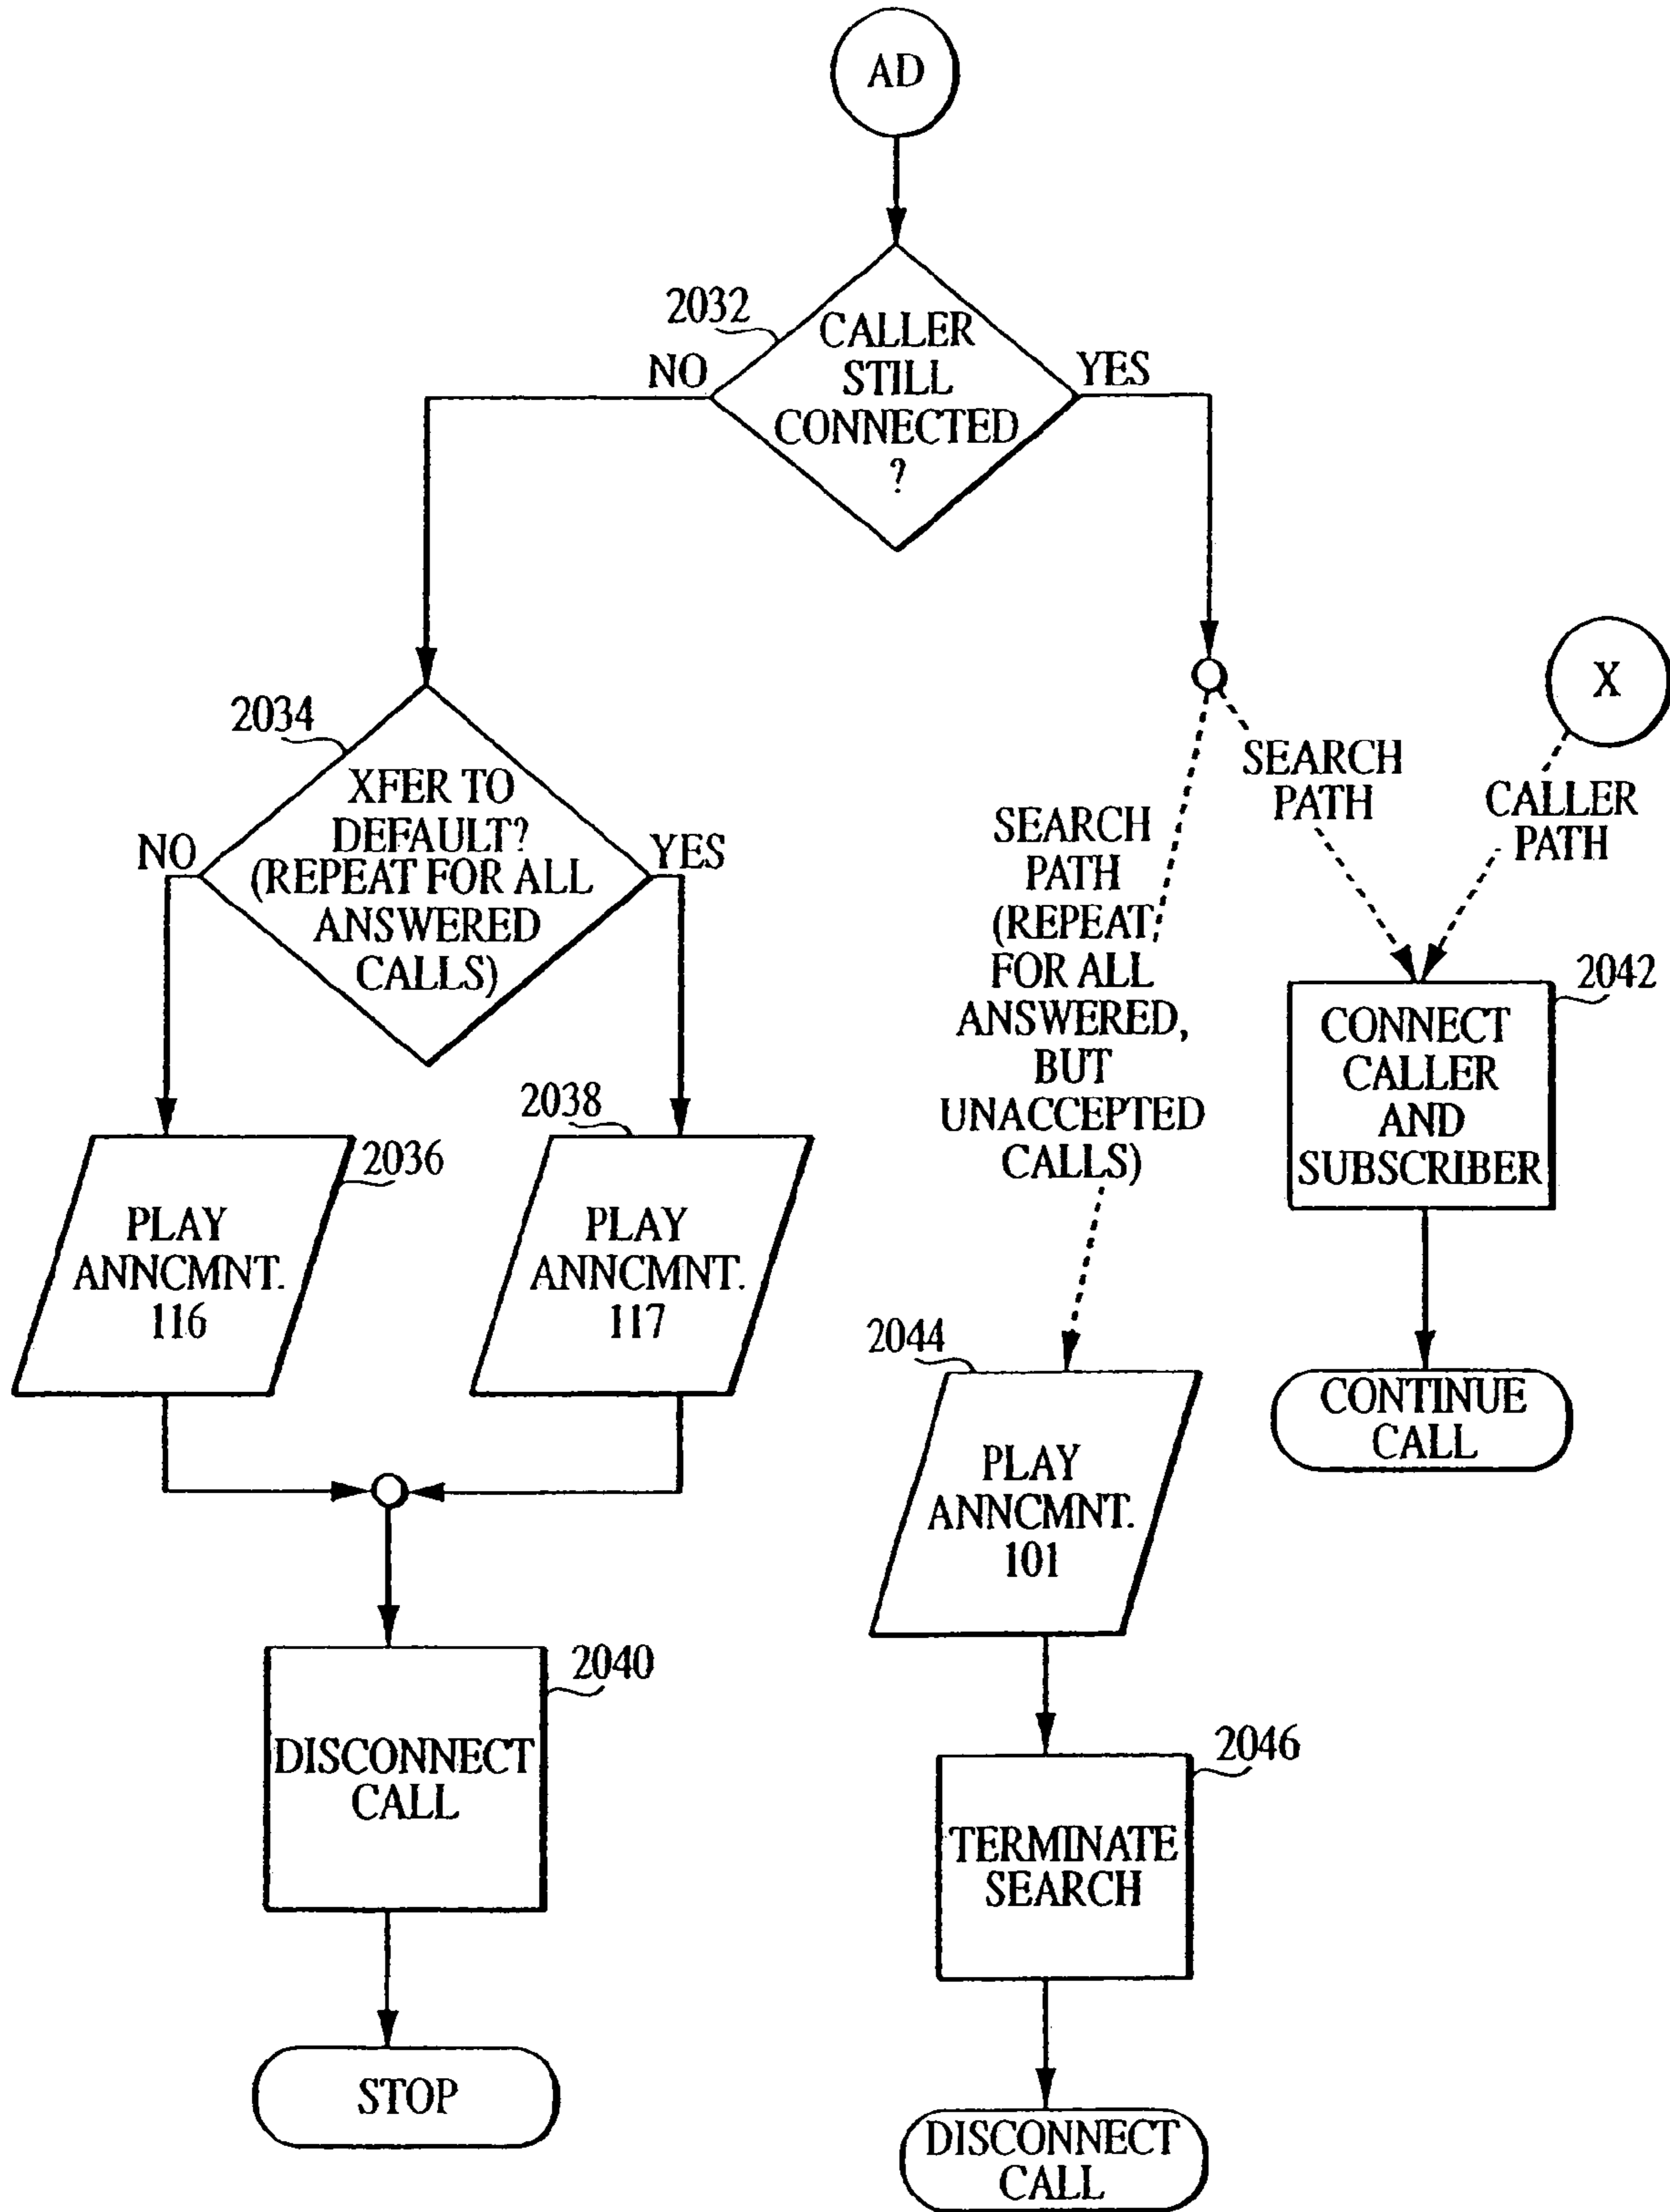 AD
2032
CALLER
STILL
CONNECTED
?
NO
YES
X
2034
XFER TO
DEFAULT?
(REPEAT FOR ALL
ANSWERED
CALLS)
NO
YES
SEARCH
PATH
CALLER
PATH
SEARCH
PATH
(REPEAT
FOR ALL
ANSWERED,
BUT
UNACCEPTED
CALLS)
2042
CONNECT
CALLER
AND
SUBSCRIBER
2036
PLAY
ANNCMNT.
116
2038
PLAY
ANNCMNT.
117
2044
PLAY
ANNCMNT.
101
CONTINUE
CALL
2040
DISCONNECT
CALL
2046
TERMINATE
SEARCH
STOP
DISCONNECT
CALL